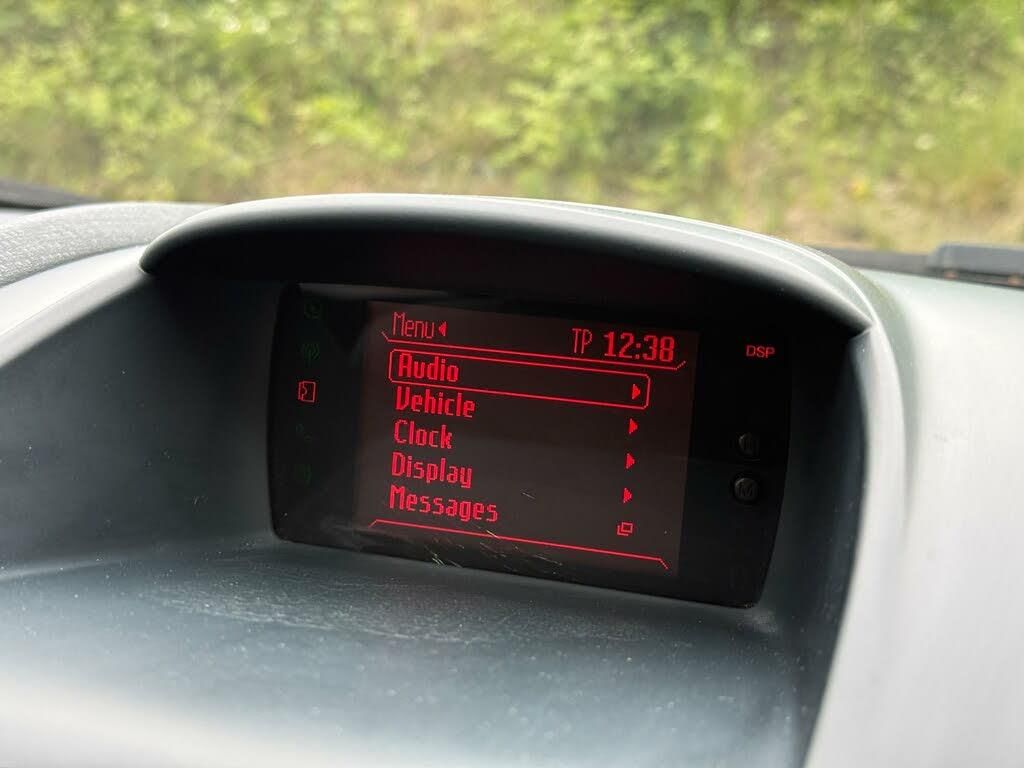 Menu
TP 12:38
DSP
Audio
Vehicle
Clock
Display
Messages
M